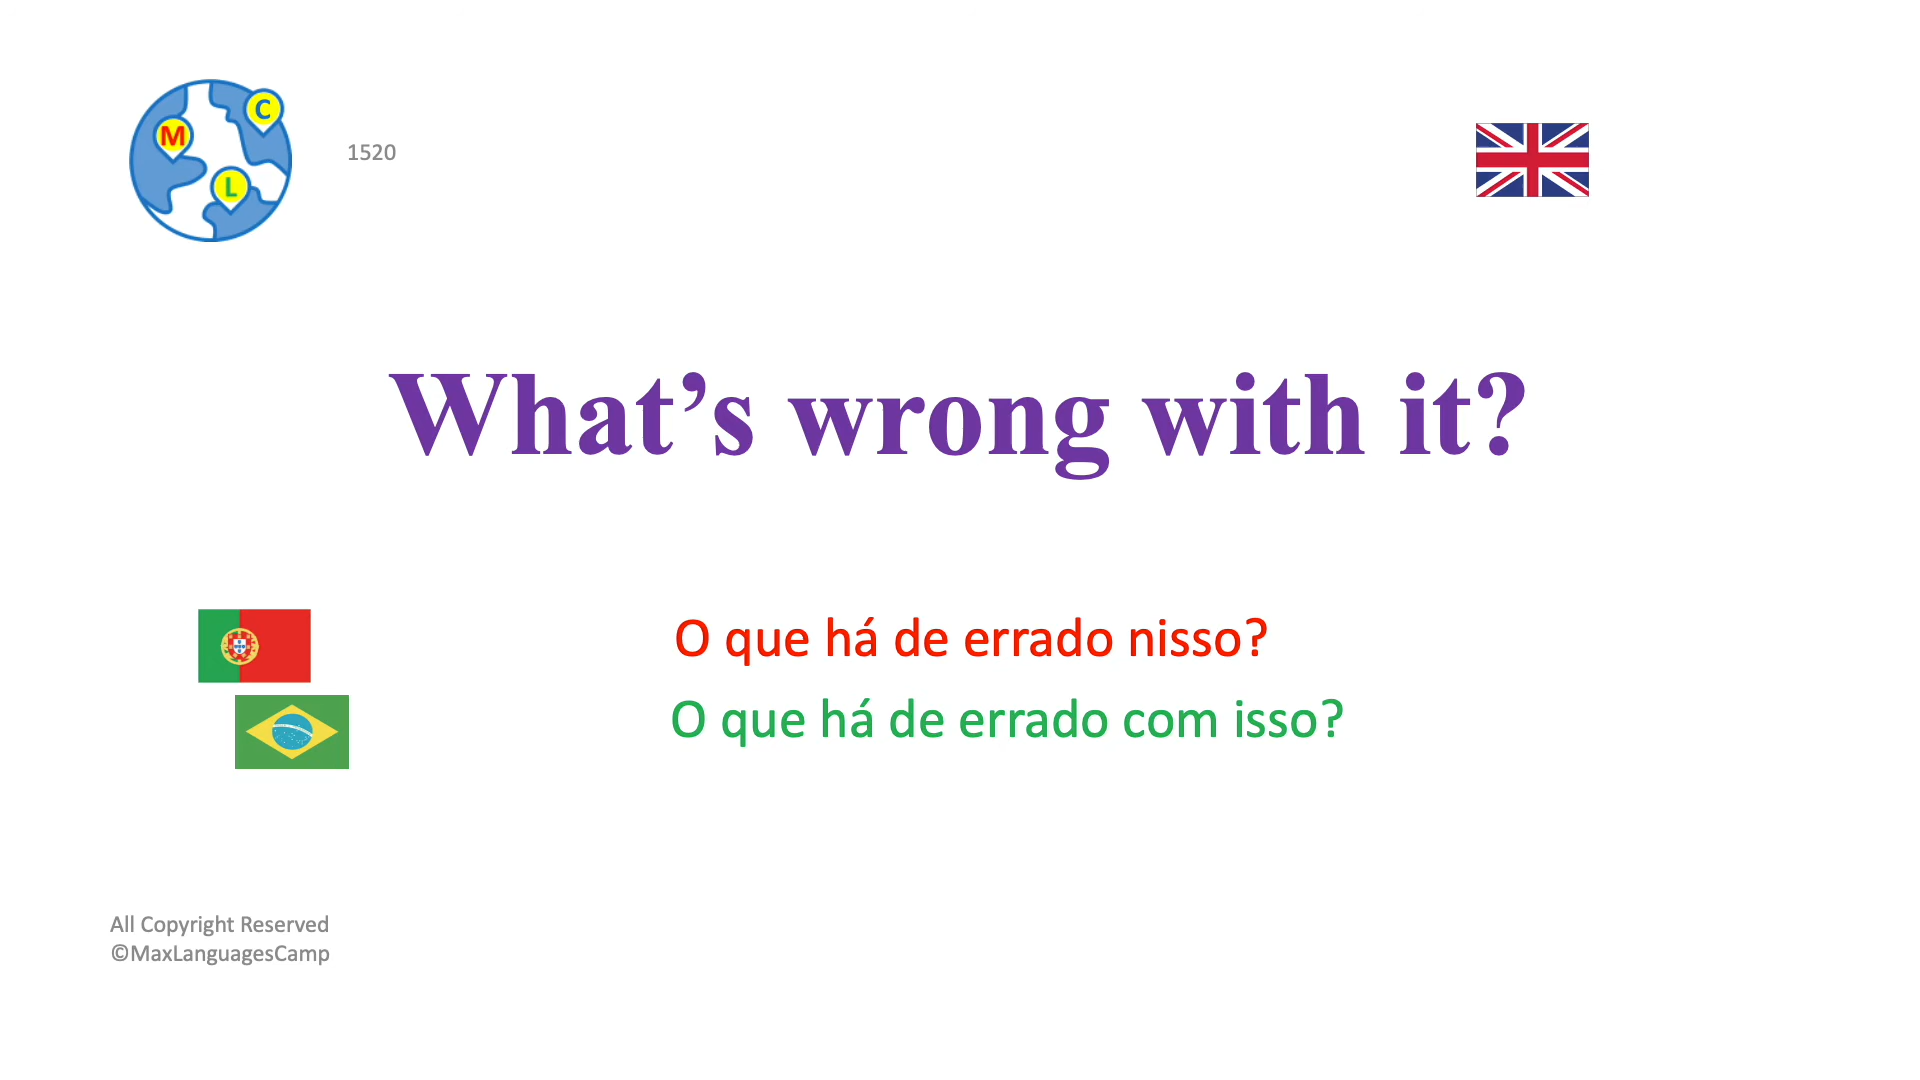 M
C
L
1520
What’s wrong with it?
O que há de errado nisso?
O que há de errado com isso?
All Copyright Reserved
©MaxLanguagesCamp